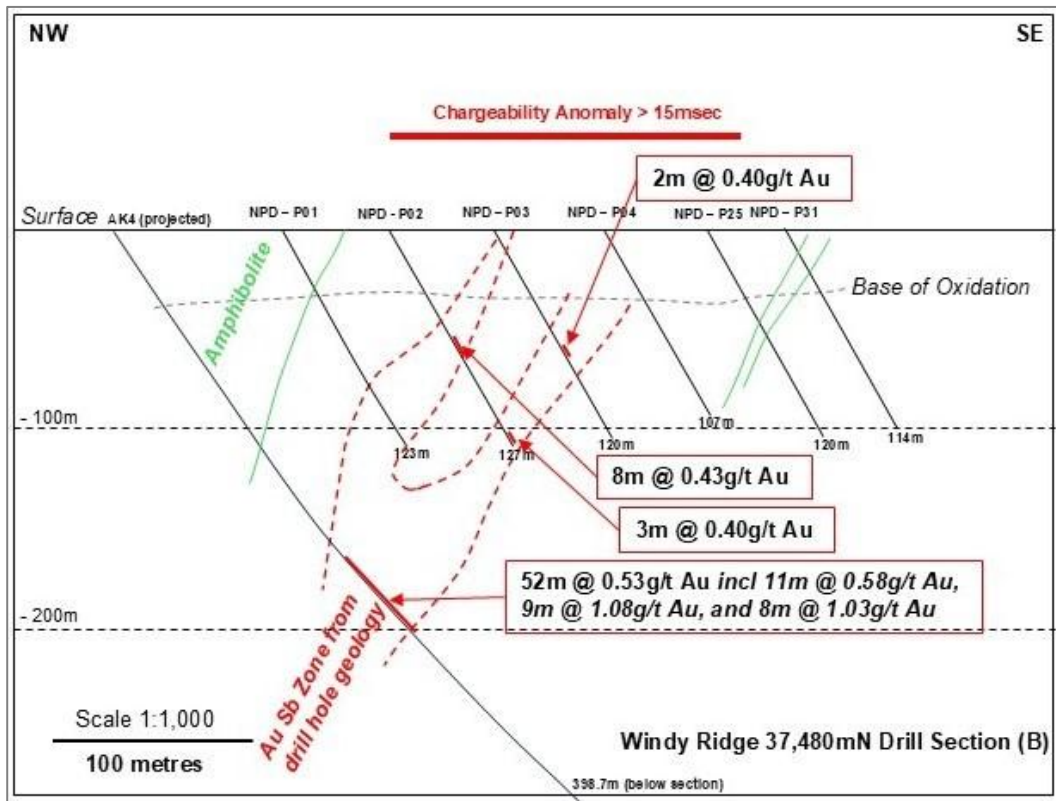 NW
SE
Chargeability Anomaly > 15msec
2m @ 0.40g/t Au
Surface AK4 (projected)
NPD – P01
NPD – P02
NPD – P03
NPD – P04
NPD – P25
NPD – P31
Amphibolite
Base of Oxidation
- 100m
123m
127m
120m
107m
120m
114m
8m @ 0.43g/t Au
3m @ 0.40g/t Au
52m @ 0.53g/t Au incl 11m @ 0.58g/t Au,
9m @ 1.08g/t Au, and 8m @ 1.03g/t Au
- 200m
Au Sb Zone from
drill hole geology
Scale 1:1,000
100 metres
Windy Ridge 37,480mN Drill Section (B)
398.7m (below section)